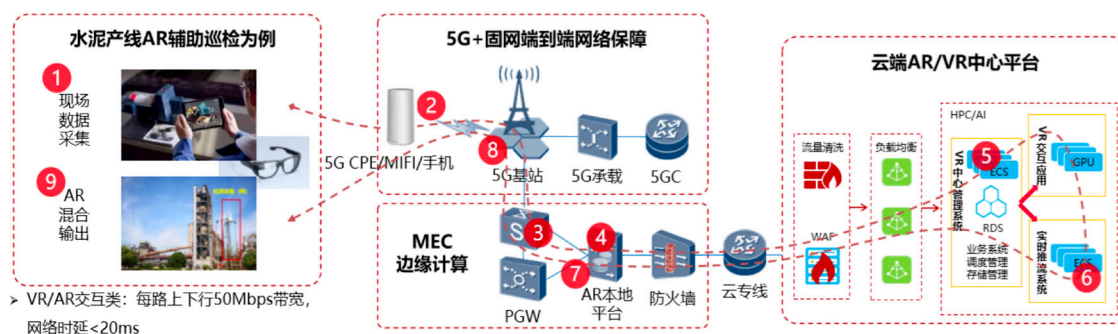 水泥产线AR辅助巡检为例
1
现场
数据
采集
9
AR
混合
输出
➢ VR/AR交互类：每路上下行50Mbps带宽，
网络时延<20ms
5G+固网端到端网络保障
2
8
5G CPE/MIFI/手机
5G基站
5G承载
5GC
MEC
边缘计算
S
3
4
7
PGW
AR本地
平台
防火墙
云专线
云端AR/VR中心平台
流量清洗
WAF
负载均衡
HPC/AI
VR中心管理系统
5
ECS
RDS
业务系统
调度管理
存储管理
VR交互应用
GPU
实时推流系统
ECS
6